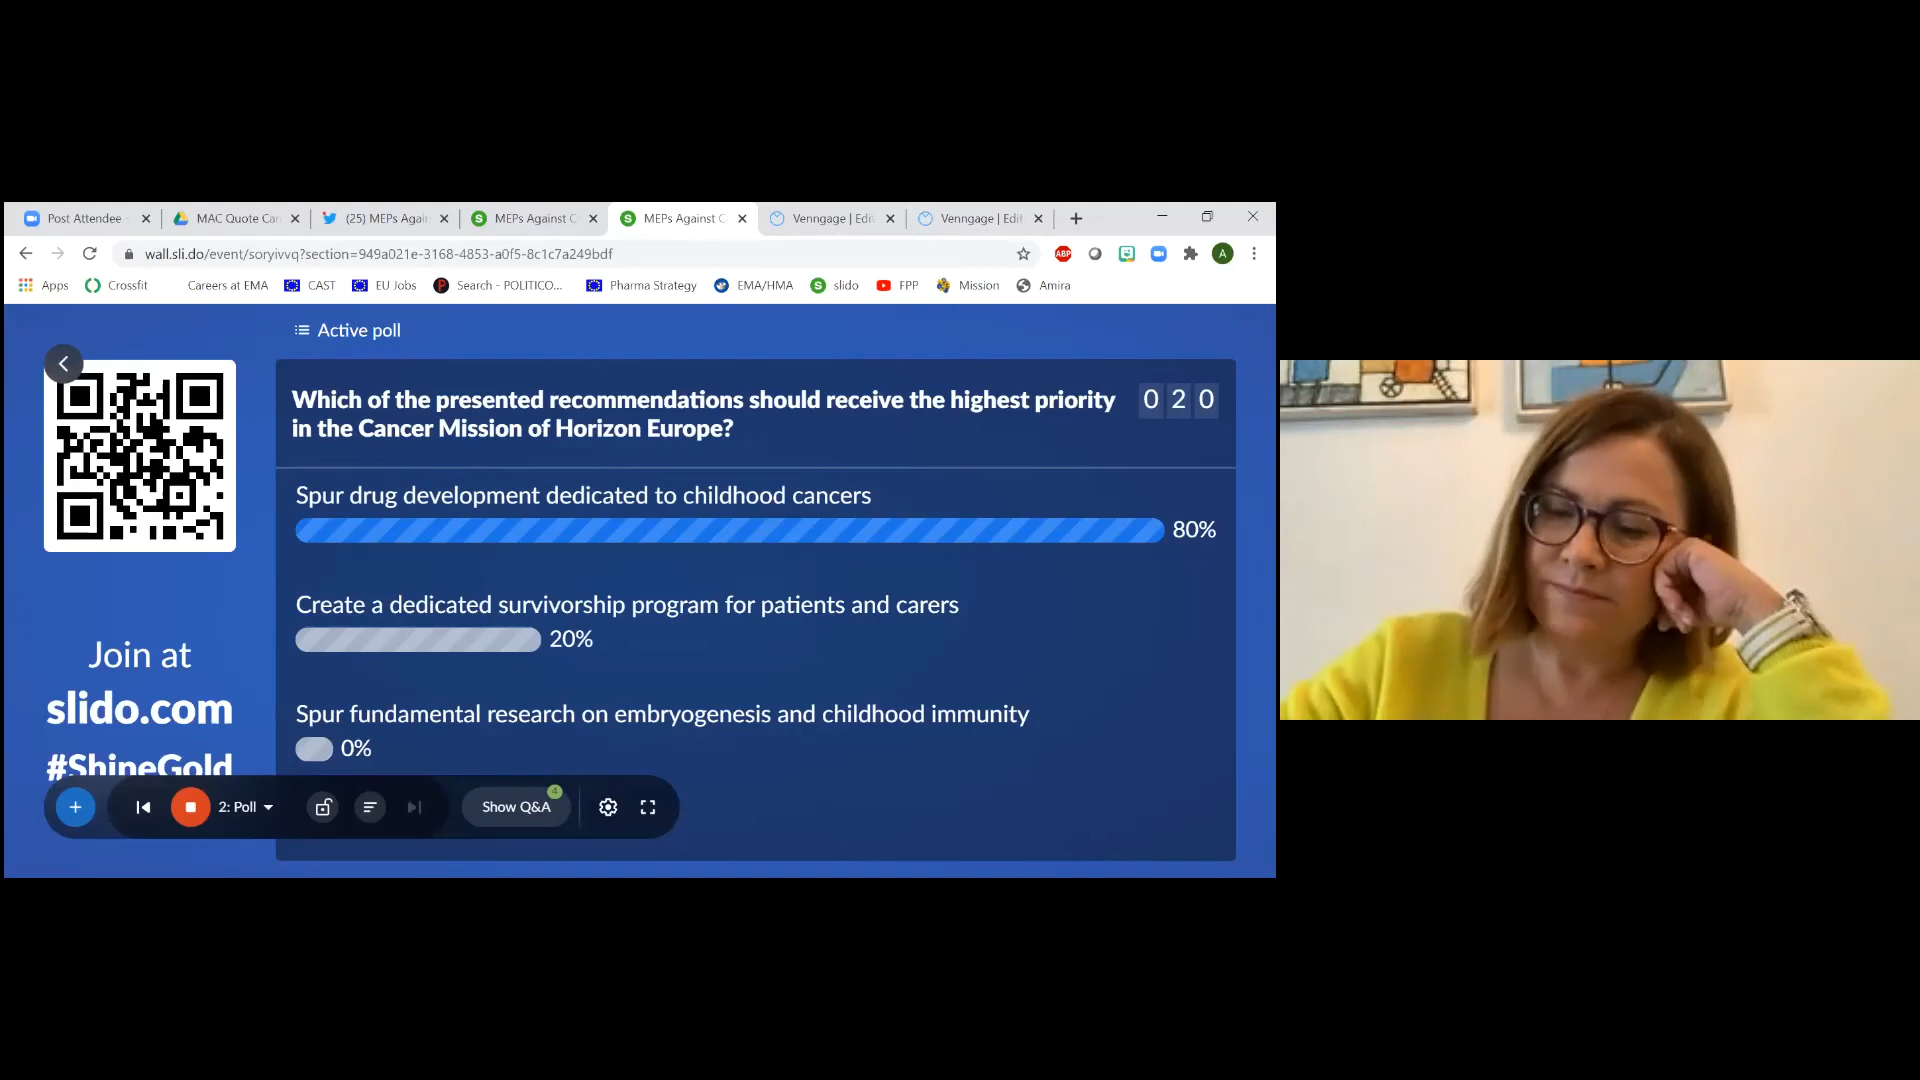 Post Attendee
MAC Quote Car
(25) MEPs Again
MEPs Against C
MEPs Against C
Venngage | Edit
Venngage | Edit
wall.sli.do/event/soryivvq?section=949a021e-3168-4853-a0f5-8c1c7a249bdf
ABP
A
Apps
Crossfit
Careers at EMA
CAST
EU Jobs
Search - POLITICO...
Pharma Strategy
EMA/HMA
slido
FPP
Mission
Amira
Active poll
Which of the presented recommendations should receive the highest priority
in the Cancer Mission of Horizon Europe?
0 2 0
Spur drug development dedicated to childhood cancers
80%
Create a dedicated survivorship program for patients and carers
20%
Spur fundamental research on embryogenesis and childhood immunity
0%
Join at
slido.com
#ShineGold
2: Poll
Show Q&A
4